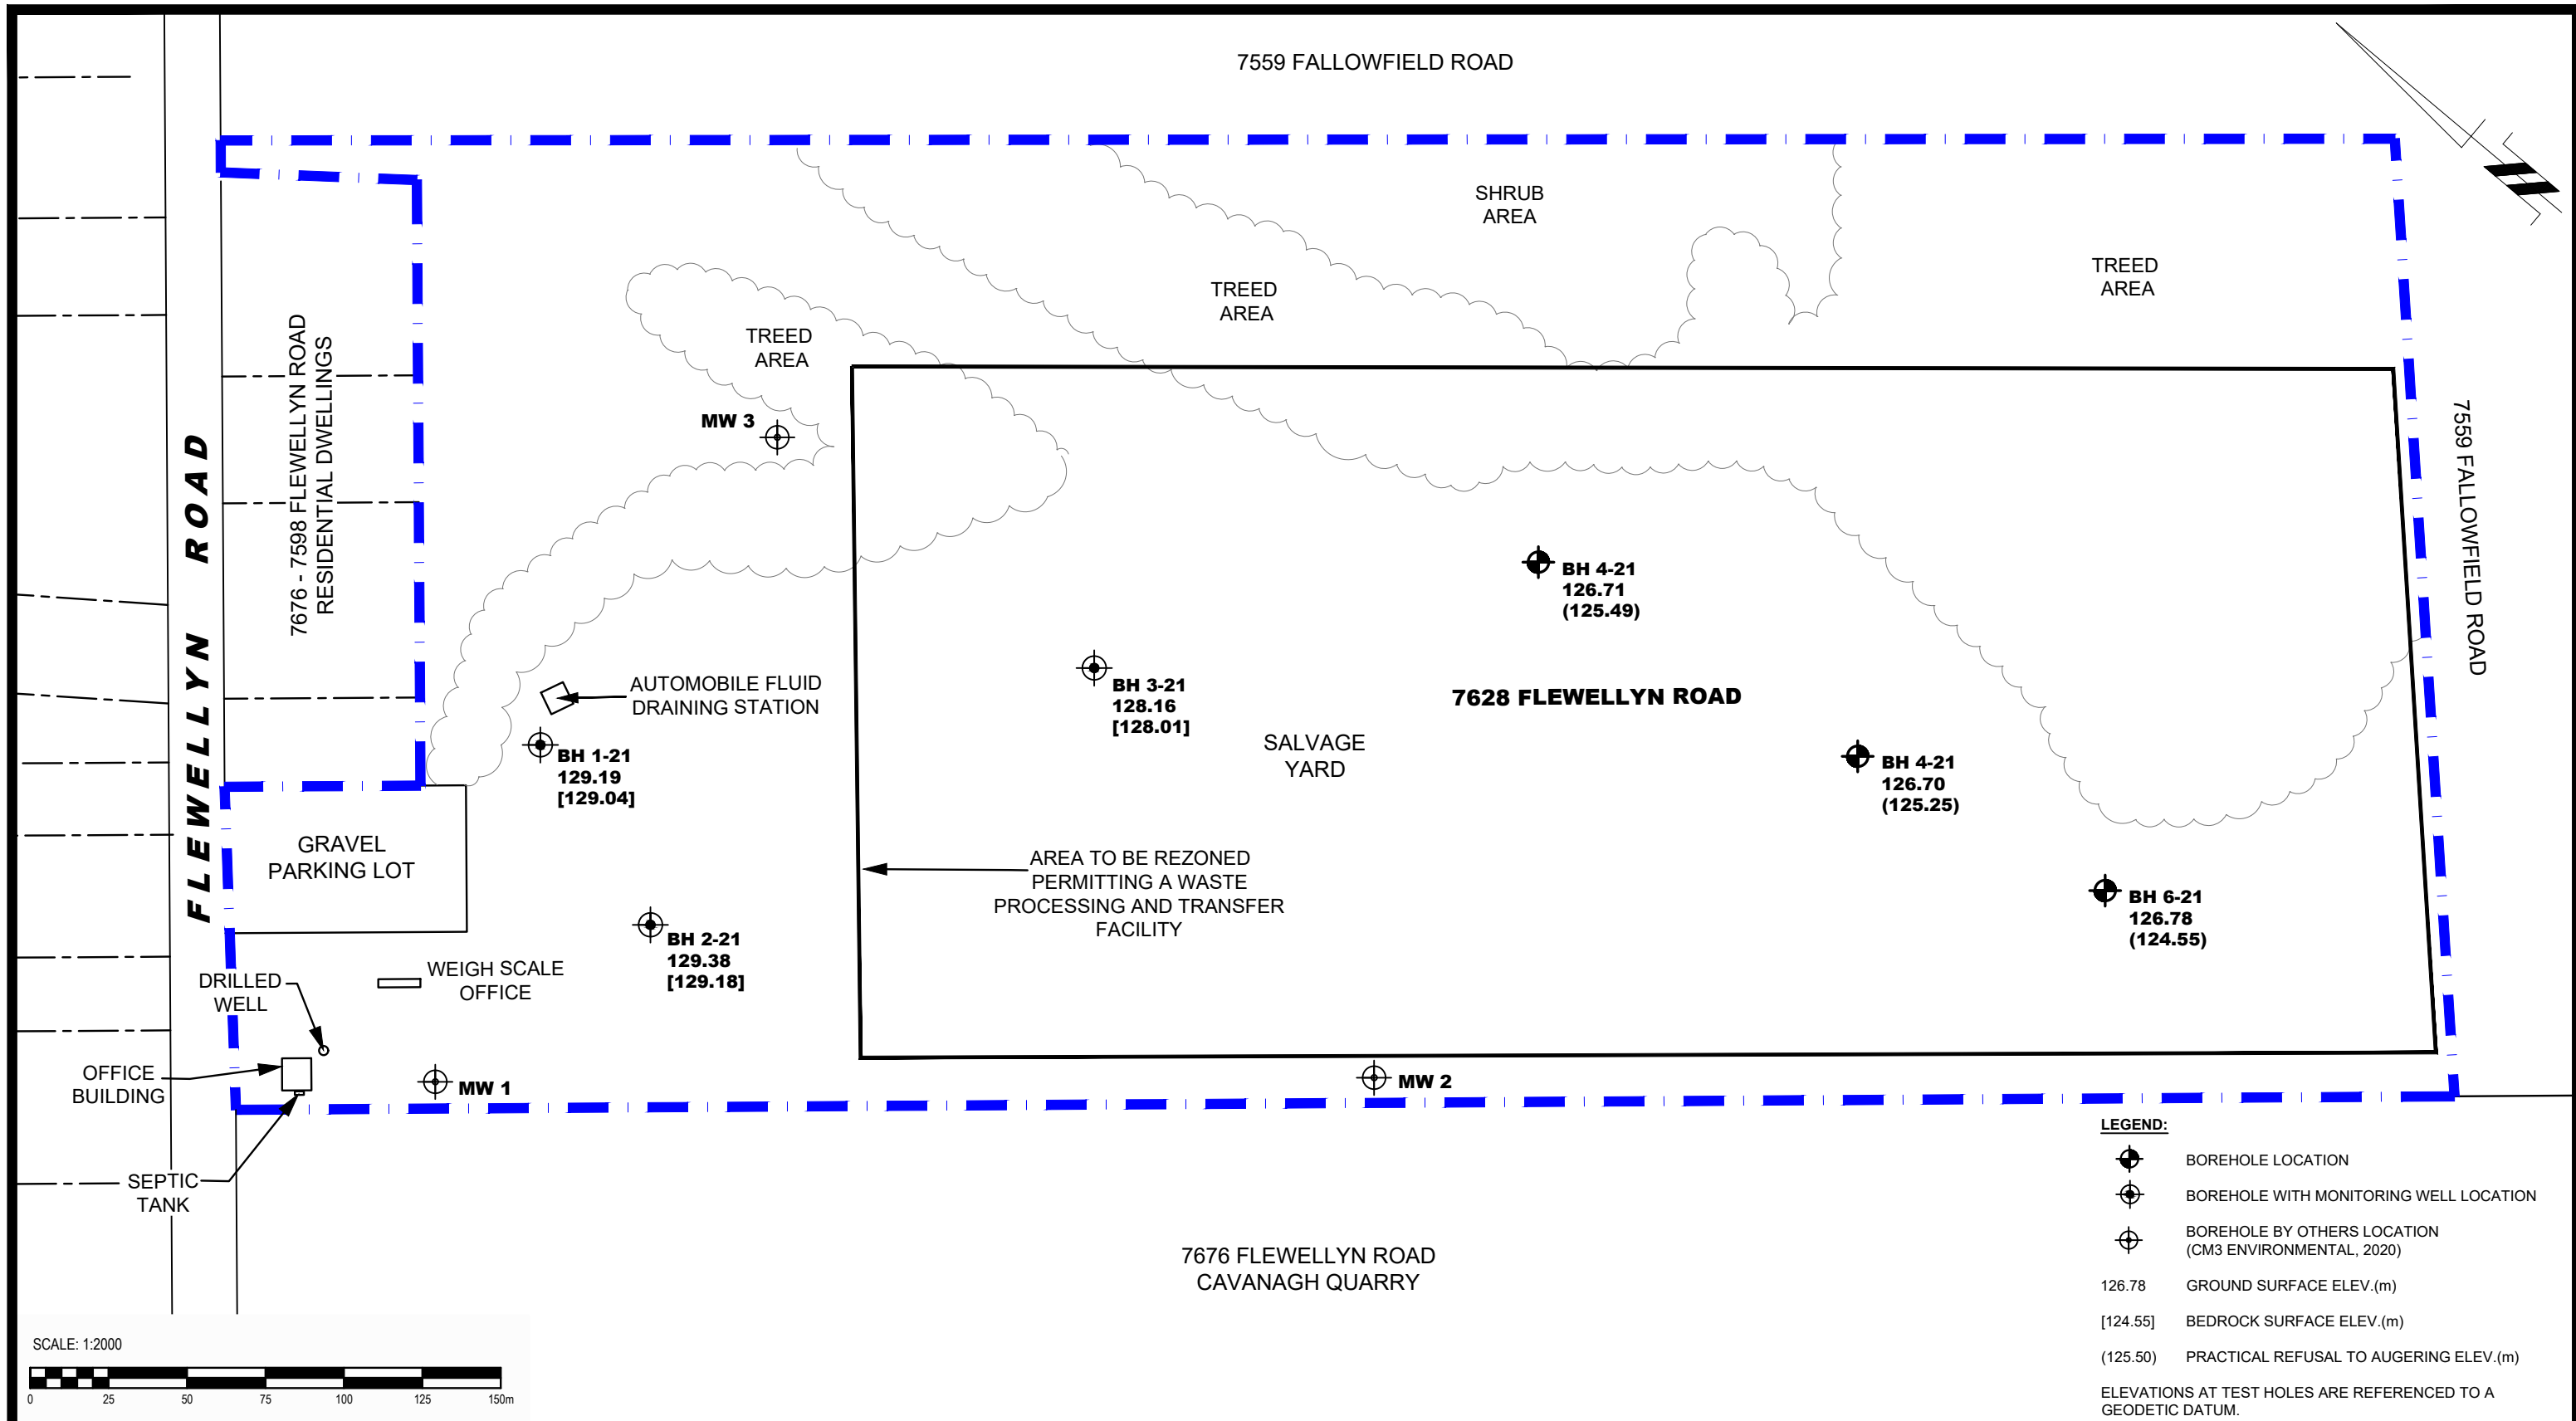 7559 FALLOWFIELD ROAD
SHRUB
AREA
TREED
AREA
TREED
AREA
TREED
AREA
7676 - 7598 FLEWELLYN ROAD
RESIDENTIAL DWELLINGS
FLEWELLYN ROAD
7559 FALLOWFIELD ROAD
MW 3
BH 4-21
126.71
(125.49)
BH 3-21
128.16
[128.01]
7628 FLEWELLYN ROAD
AUTOMOBILE FLUID
DRAINING STATION
BH 1-21
129.19
[129.04]
SALVAGE
YARD
BH 4-21
126.70
(125.25)
GRAVEL
PARKING LOT
AREA TO BE REZONED
PERMITTING A WASTE
PROCESSING AND TRANSFER
FACILITY
BH 6-21
126.78
(124.55)
BH 2-21
129.38
[129.18]
WEIGH SCALE
OFFICE
DRILLED
WELL
OFFICE
BUILDING
MW 1
MW 2
SEPTIC
TANK
7676 FLEWELLYN ROAD
CAVANAGH QUARRY
LEGEND:
BOREHOLE LOCATION
BOREHOLE WITH MONITORING WELL LOCATION
BOREHOLE BY OTHERS LOCATION
(CM3 ENVIRONMENTAL, 2020)
126.78 GROUND SURFACE ELEV.(m)
[124.55] BEDROCK SURFACE ELEV.(m)
(125.50) PRACTICAL REFUSAL TO AUGERING ELEV.(m)
ELEVATIONS AT TEST HOLES ARE REFERENCED TO A
GEODETIC DATUM.
SCALE: 1:2000
0 25 50 75 100 125 150m